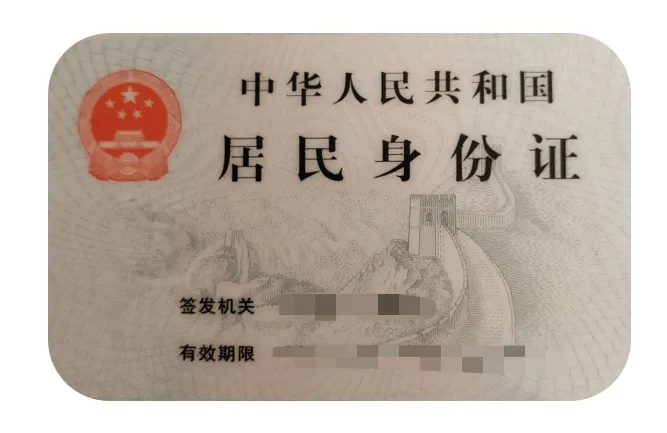 中华人民共和国
居民身份证
签发机关
有效期限